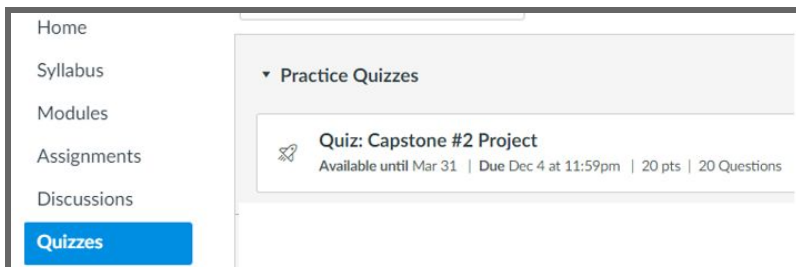 Home
Syllabus
Modules
Assignments
Discussions
Quizzes
Practice Quizzes
Quiz: Capstone #2 Project
Available until Mar 31 | Due Dec 4 at 11:59pm | 20 pts | 20 Questions